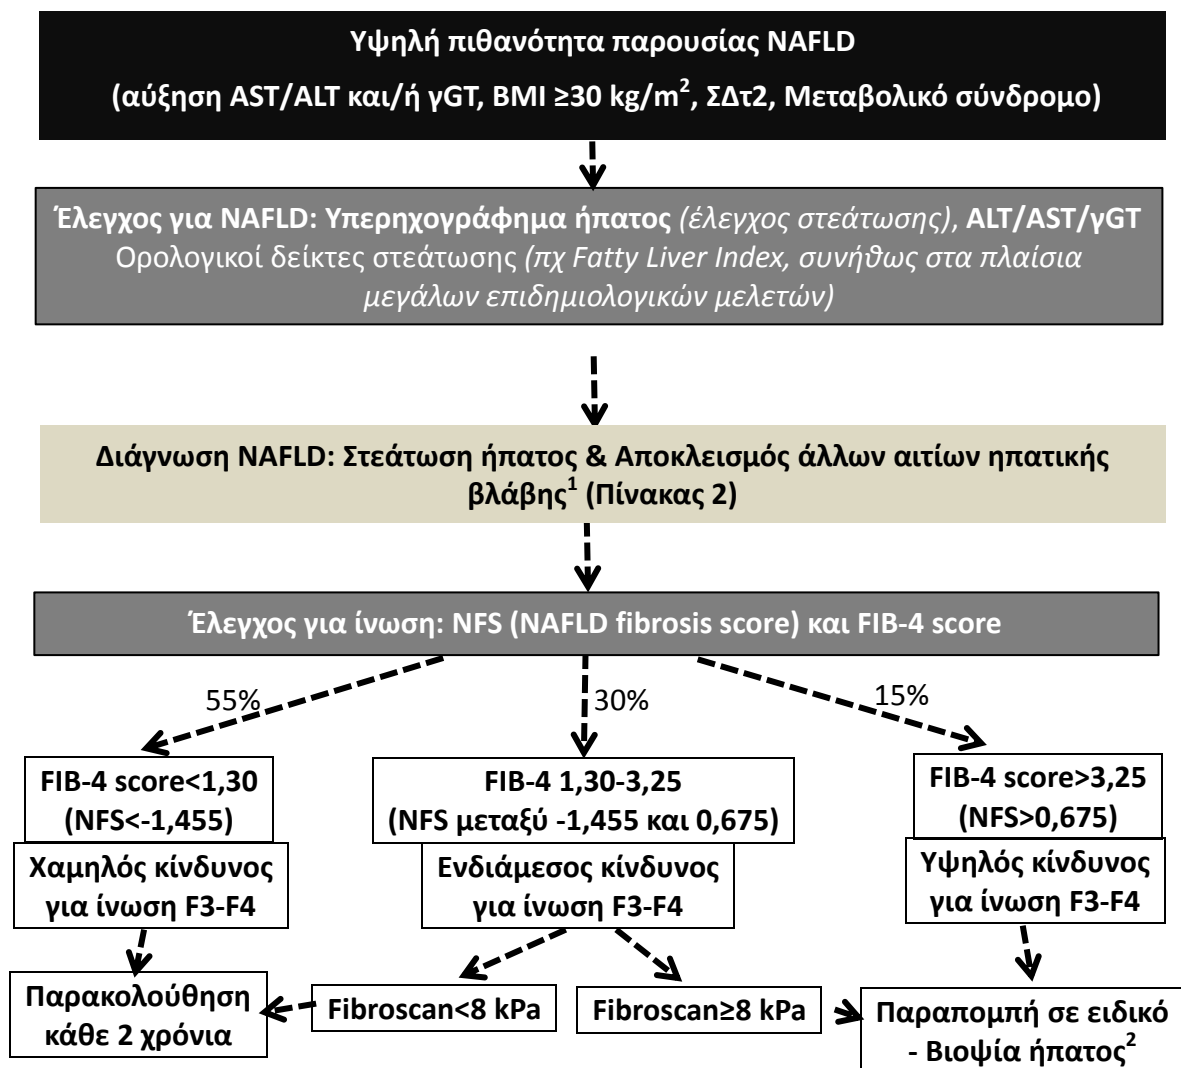 Υψηλή πιθανότητα παρουσίας NAFLD
(αύξηση AST/ALT και/ή γGT, BMI ≥30 kg/m², ΣΔτ2, Μεταβολικό σύνδρομο)
Έλεγχος για NAFLD: Υπερηχογράφημα ήπατος (έλεγχος στεάτωσης), ALT/AST/γGT
Ορολογικοί δείκτες στεάτωσης (πχ Fatty Liver Index, συνήθως στα πλαίσια
μεγάλων επιδημιολογικών μελετών)
Διάγνωση NAFLD: Στεάτωση ήπατος & Αποκλεισμός άλλων αιτίων ηπατικής
βλάβης¹ (Πίνακας 2)
Έλεγχος για ίνωση: NFS (NAFLD fibrosis score) και FIB-4 score
55%
30%
15%
FIB-4 score<1,30
(NFS<-1,455)
Χαμηλός κίνδυνος
για ίνωση F3-F4
FIB-4 1,30-3,25
(NFS μεταξύ -1,455 και 0,675)
Ενδιάμεσος κίνδυνος
για ίνωση F3-F4
FIB-4 score>3,25
(NFS>0,675)
Υψηλός κίνδυνος
για ίνωση F3-F4
Παρακολούθηση
κάθε 2 χρόνια
Fibroscan<8 kPa
Fibroscan≥8 kPa
Παραπομπή σε ειδικό
- Βιοψία ήπατος²